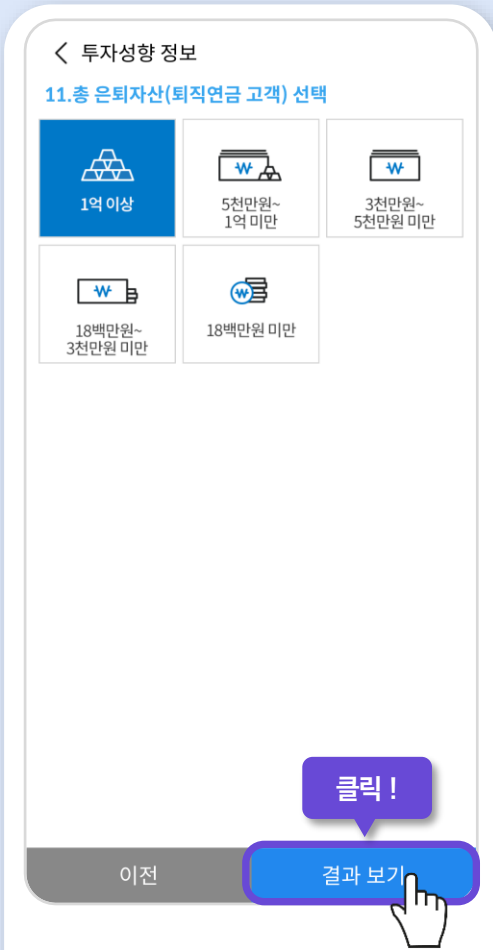 투자성향 정보
11.총 은퇴자산(퇴직연금 고객) 선택
1억 이상
5천만원~
1억 미만
3천만원~
5천만원 미만
18백만원~
3천만원 미만
18백만원 미만
클릭 !
이전
결과 보기